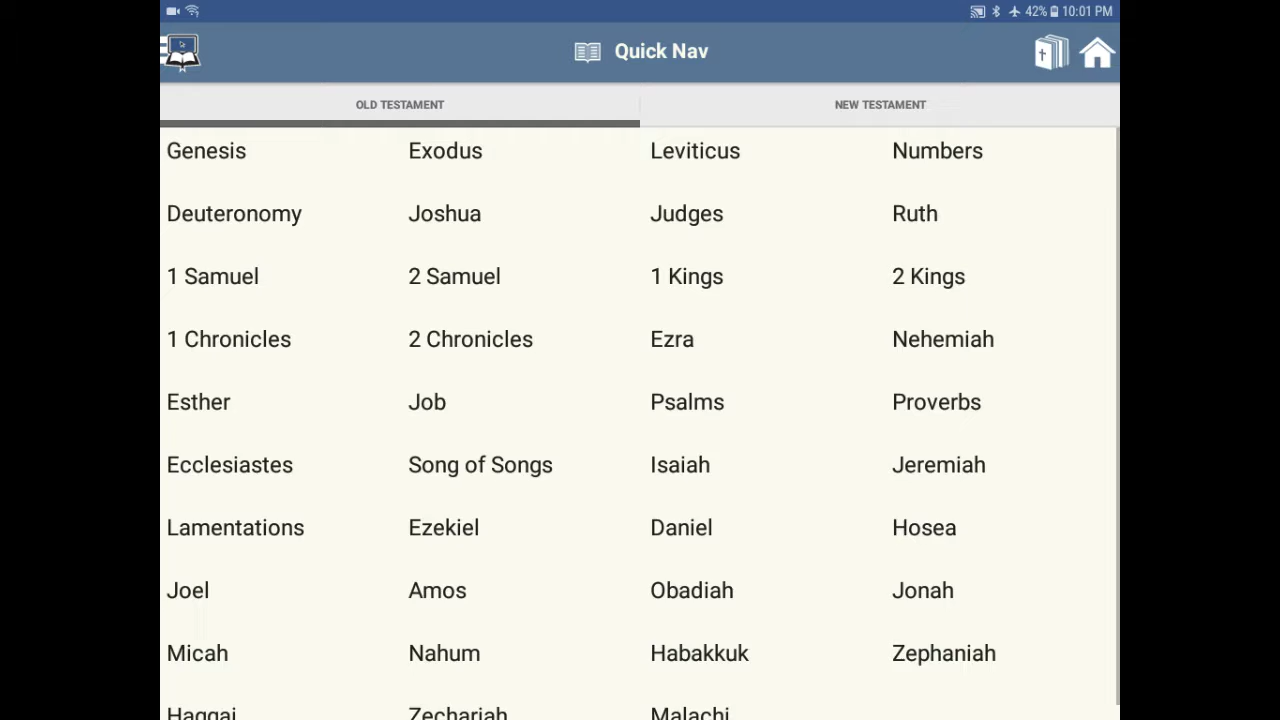 42% 10:01 PM
Quick Nav
OLD TESTAMENT NEW TESTAMENT
Genesis Exodus Leviticus Numbers
Deuteronomy Joshua Judges Ruth
1 Samuel 2 Samuel 1 Kings 2 Kings
1 Chronicles 2 Chronicles Ezra Nehemiah
Esther Job Psalms Proverbs
Ecclesiastes Song of Songs Isaiah Jeremiah
Lamentations Ezekiel Daniel Hosea
Joel Amos Obadiah Jonah
Micah Nahum Habakkuk Zephaniah
Haggai Zechariah Malachi